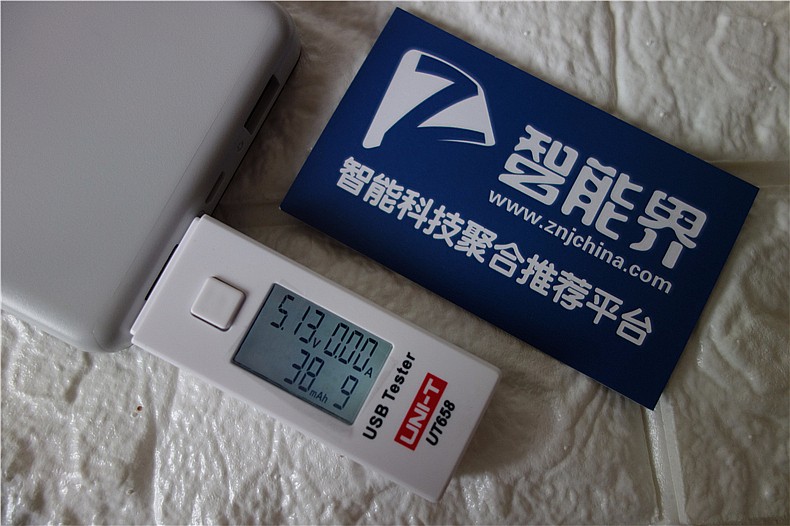 智能界
www.znjchina.com
智能科技聚合推荐平台
5.13V 0.00A
38mAh 9
USB Tester
UNI-T
UT658